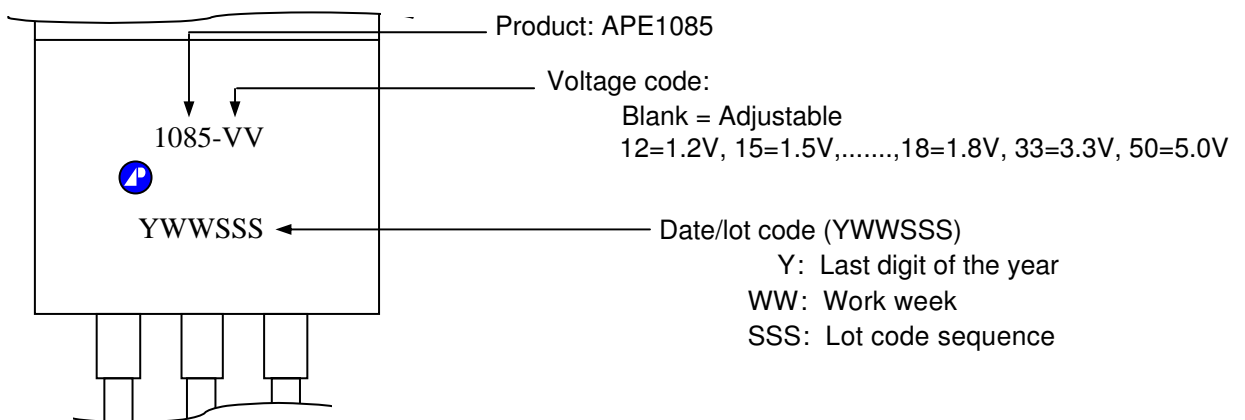 Product: APE1085
Voltage code:
Blank = Adjustable
12=1.2V, 15=1.5V,.......,18=1.8V, 33=3.3V, 50=5.0V
1085-VV
AP
YWWSSS
Date/lot code (YWWSSS)
Y: Last digit of the year
WW: Work week
SSS: Lot code sequence